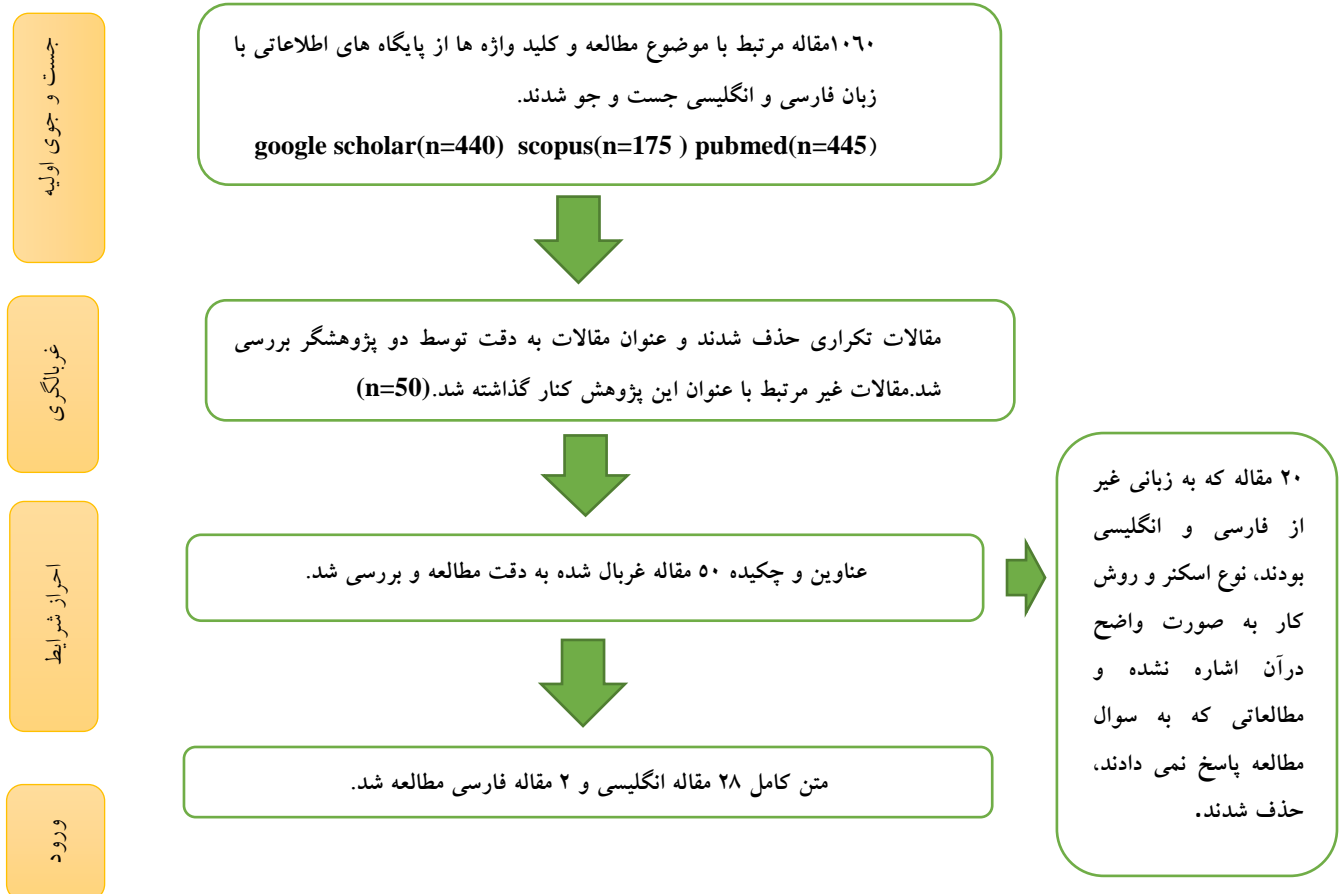 جست و جوی اولیه
۱۰۶۰مقاله مرتبط با موضوع مطالعه و کلید واژه ها از پایگاه های اطلاعاتی با
زبان فارسی و انگلیسی جست و جو شدند.
google scholar(n=440) scopus(n=175 ) pubmed(n=445)
غربالگری
مقالات تکراری حذف شدند و عنوان مقالات به دقت توسط دو پژوهشگر بررسی
شد.مقالات غیر مرتبط با عنوان این پژوهش کنار گذاشته شد.(n=50)
احراز شرایط
عناوین و چکیده ۵۰ مقاله غربال شده به دقت مطالعه و بررسی شد.
۲۰ مقاله که به زبانی غیر
از فارسی و انگلیسی
بودند، نوع اسکنر و روش
کار به صورت واضح
درآن اشاره نشده و
مطالعاتی که به سوال
مطالعه پاسخ نمی دادند،
حذف شدند.
ورود
متن کامل ۲۸ مقاله انگلیسی و ۲ مقاله فارسی مطالعه شد.